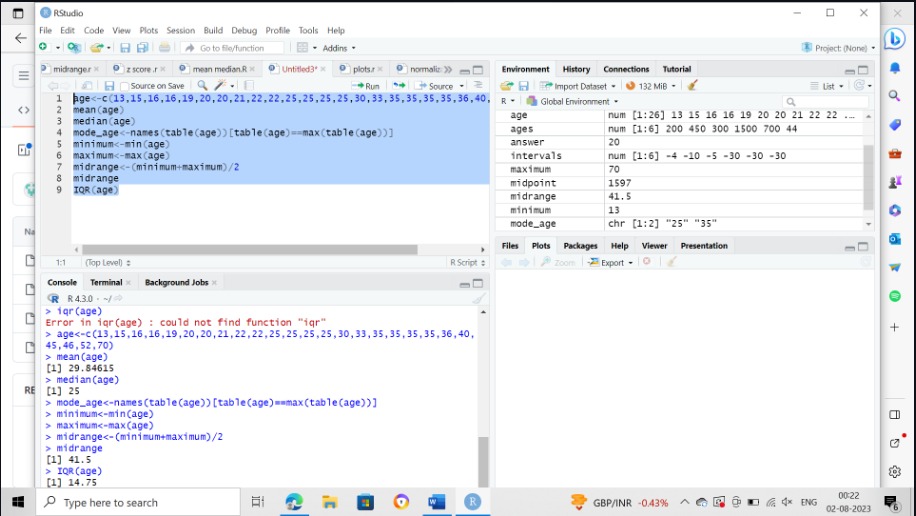 RStudio
File Edit Code View Plots Session Build Debug Profile Tools Help
Go to file/function Addins Project: (None)
midrange.r z score .r mean median.R Untitled3* plots.r normaliz
Source on Save Run Source
1 age<-c(13,15,16,16,19,20,20,21,22,22,25,25,25,25,30,33,35,35,35,35,36,40,
2 mean(age)
3 median(age)
4 mode_age<-names(table(age))[table(age)==max(table(age))]
5 minimum<-min(age)
6 maximum<-max(age)
7 midrange<-(minimum+maximum)/2
8 midrange
9 IQR(age)
1:1 (Top Level) R Script
Console Terminal Background Jobs
R 4.3.0 · ~/
> iqr(age)
Error in iqr(age) : could not find function "iqr"
> age<-c(13,15,16,16,19,20,20,21,22,22,25,25,25,25,30,33,35,35,35,35,36,40,
45,46,52,70)
> mean(age)
[1] 29.84615
> median(age)
[1] 25
> mode_age<-names(table(age))[table(age)==max(table(age))]
> minimum<-min(age)
> maximum<-max(age)
> midrange<-(minimum+maximum)/2
> midrange
[1] 41.5
> IQR(age)
[1] 14.75
Environment History Connections Tutorial
Import Dataset 132 MiB List
R Global Environment
age num [1:26] 13 15 16 16 19 20 20 21 22 22 ...
ages num [1:6] 200 450 300 1500 700 44
answer 20
intervals num [1:6] -4 -10 -5 -30 -30 -30
maximum 70
midpoint 1597
midrange 41.5
minimum 13
mode_age chr [1:2] "25" "35"
Files Plots Packages Help Viewer Presentation
Zoom Export
Na
RE
Type here to search
GBP/INR -0.43%
ENG
00:22
02-08-2023
6